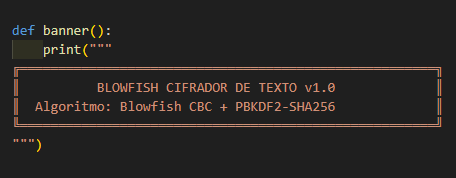 def banner():
    print("""
╔════════════════════════════════════════════════════╗
║          BLOWFISH CIFRADOR DE TEXTO v1.0            ║
║  Algoritmo: Blowfish CBC + PBKDF2-SHA256            ║
╚════════════════════════════════════════════════════╝
""")